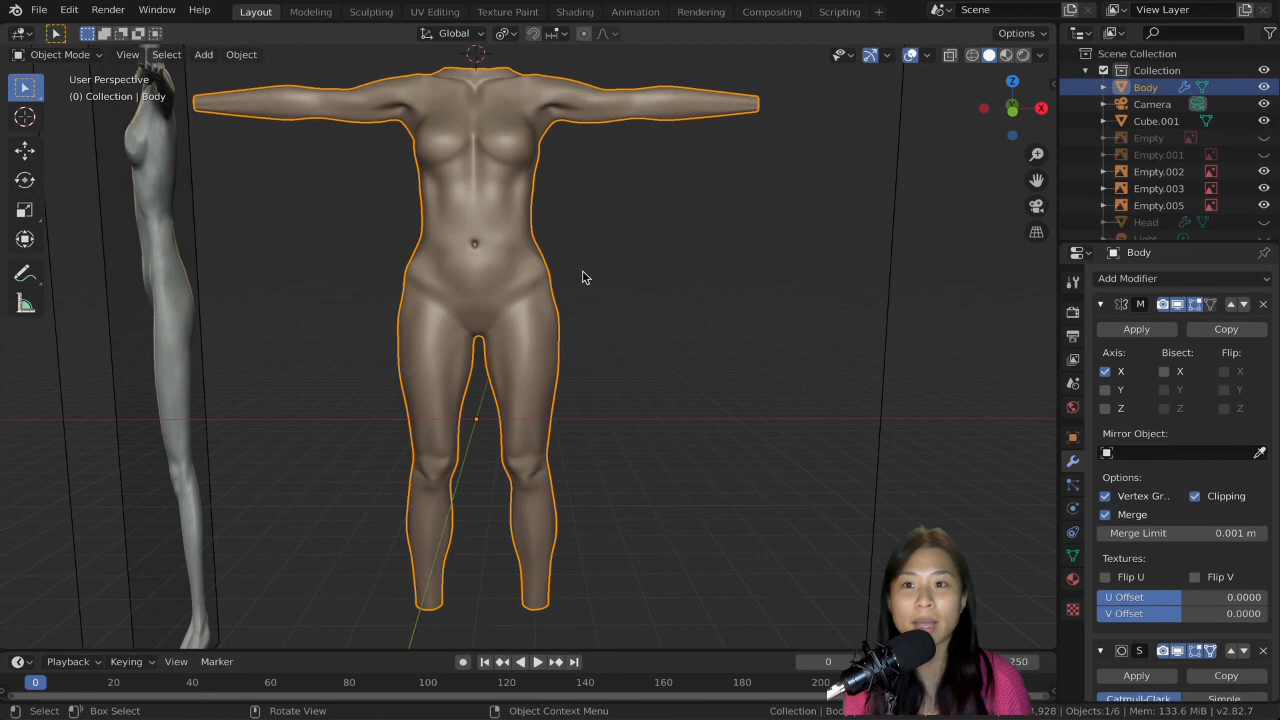 File Edit Render Window Help Layout Modeling Sculpting UV Editing Texture Paint Shading Animation Rendering Compositing Scripting + Scene View Layer
Global Options
Object Mode View Select Add Object
User Perspective
(0) Collection | Body
Z
Y
X
Scene Collection
Collection
Body
Camera
Cube.001
Empty
Empty.001
Empty.002
Empty.003
Empty.005
Head
Body
Add Modifier
M
Apply Copy
Axis: Bisect: Flip:
X X X
Y Y Y
Z Z Z
Mirror Object:
Options:
Vertex Gr.. Clipping
Merge
Merge Limit 0.001 m
Textures:
Flip U Flip V
U Offset 0.0000
V Offset 0.0000
S
Apply Copy
Catmull-Clark Simple
Playback Keying View Marker 0 250
0 20 40 60 80 100 120 140 160 180 200
Select Box Select Rotate View Object Context Menu Collection | Body Objects:1/6 | Mem: 133.6 MiB | v2.82.7